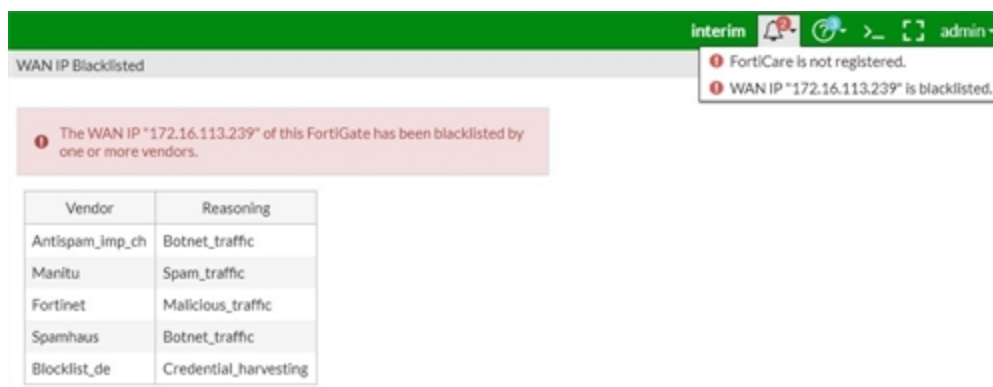 interim 2 >_ admin
WAN IP Blacklisted
FortiCare is not registered.
WAN IP "172.16.113.239" is blacklisted.
The WAN IP "172.16.113.239" of this FortiGate has been blacklisted by
one or more vendors.
Vendor Reasoning
Antispam_imp_ch Botnet_traffic
Manitu Spam_traffic
Fortinet Malicious_traffic
Spamhaus Botnet_traffic
Blocklist_de Credential_harvesting